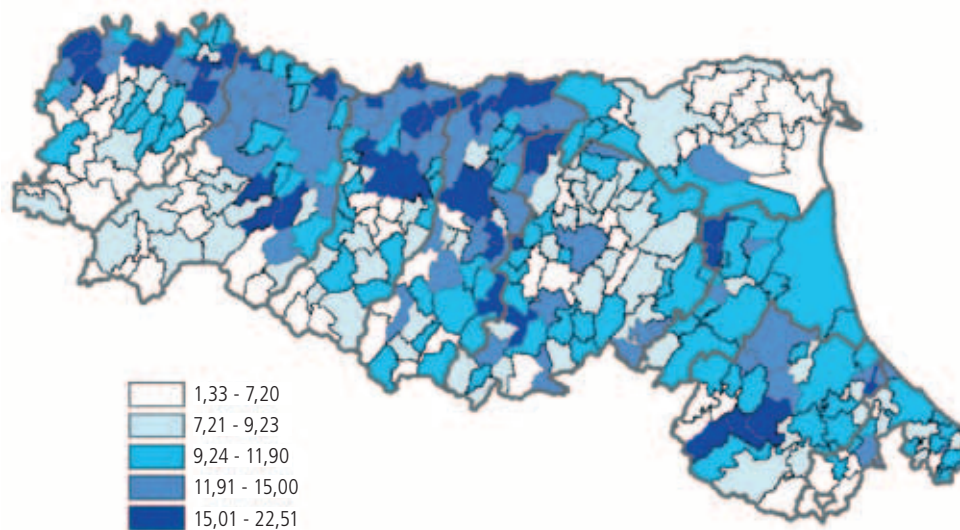 1,33 - 7,20
7,21 - 9,23
9,24 - 11,90
11,91 - 15,00
15,01 - 22,51